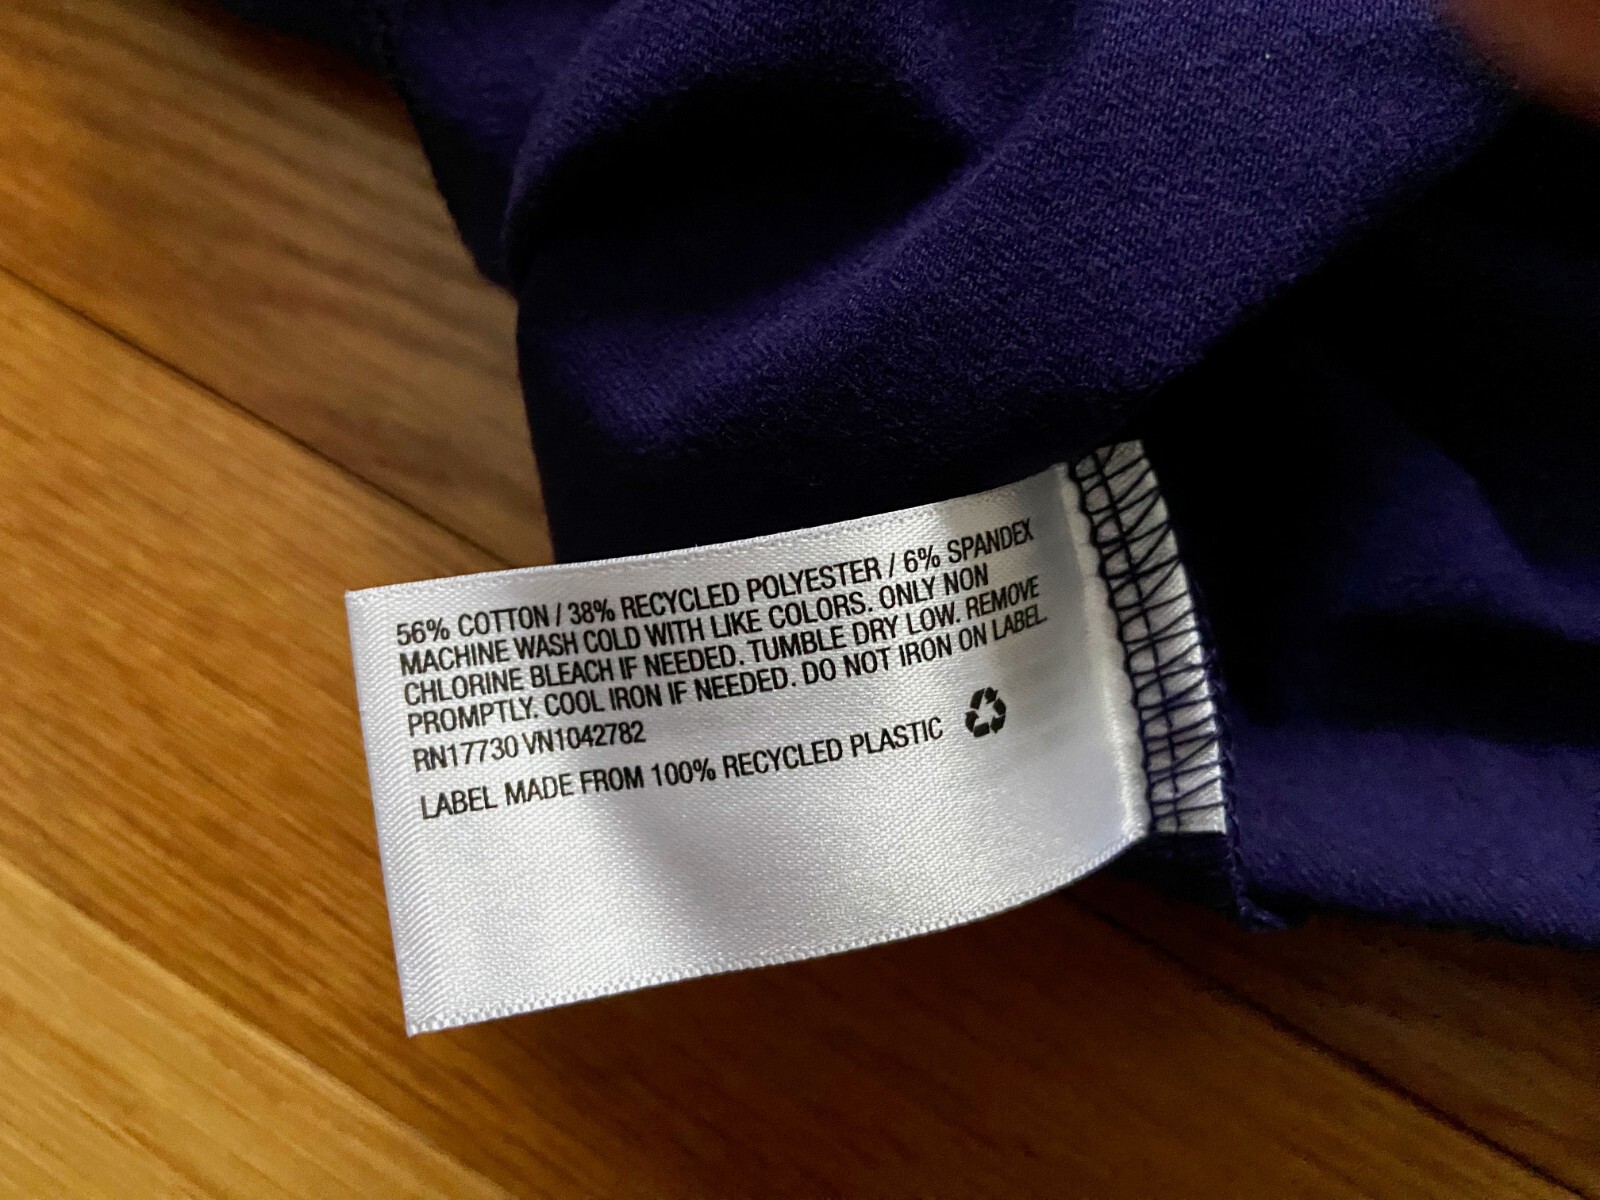 56% COTTON / 38% RECYCLED POLYESTER / 6% SPANDEX
MACHINE WASH COLD WITH LIKE COLORS. ONLY NON
CHLORINE BLEACH IF NEEDED. TUMBLE DRY LOW. REMOVE
PROMPTLY. COOL IRON IF NEEDED. DO NOT IRON ON LABEL.
RN17730 VN1042782
LABEL MADE FROM 100% RECYCLED PLASTIC